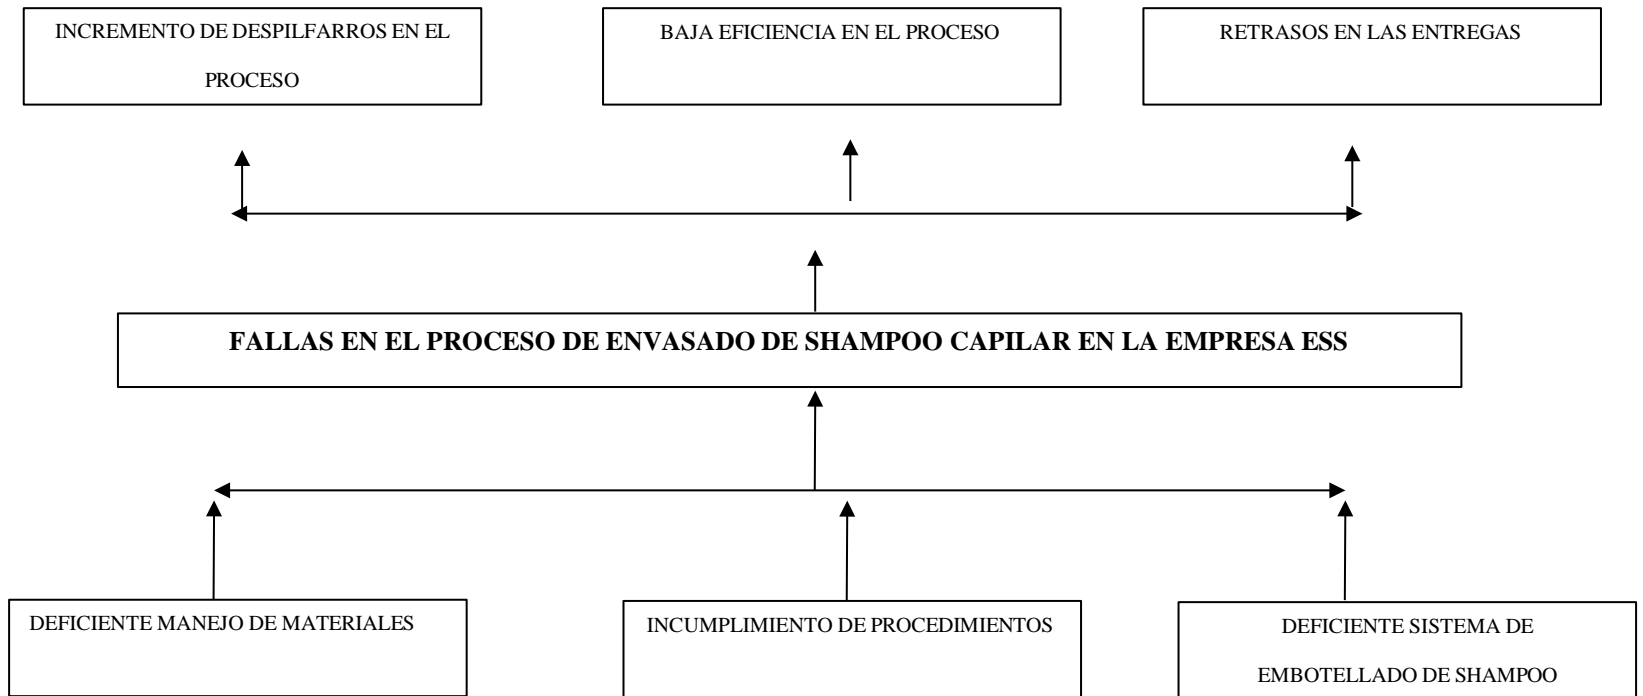 INCREMENTO DE DESPILFARROS EN EL
PROCESO
BAJA EFICIENCIA EN EL PROCESO
RETRASOS EN LAS ENTREGAS
FALLAS EN EL PROCESO DE ENVASADO DE SHAMPOO CAPILAR EN LA EMPRESA ESS
DEFICIENTE MANEJO DE MATERIALES
INCUMPLIMIENTO DE PROCEDIMIENTOS
DEFICIENTE SISTEMA DE
EMBOTELLADO DE SHAMPOO